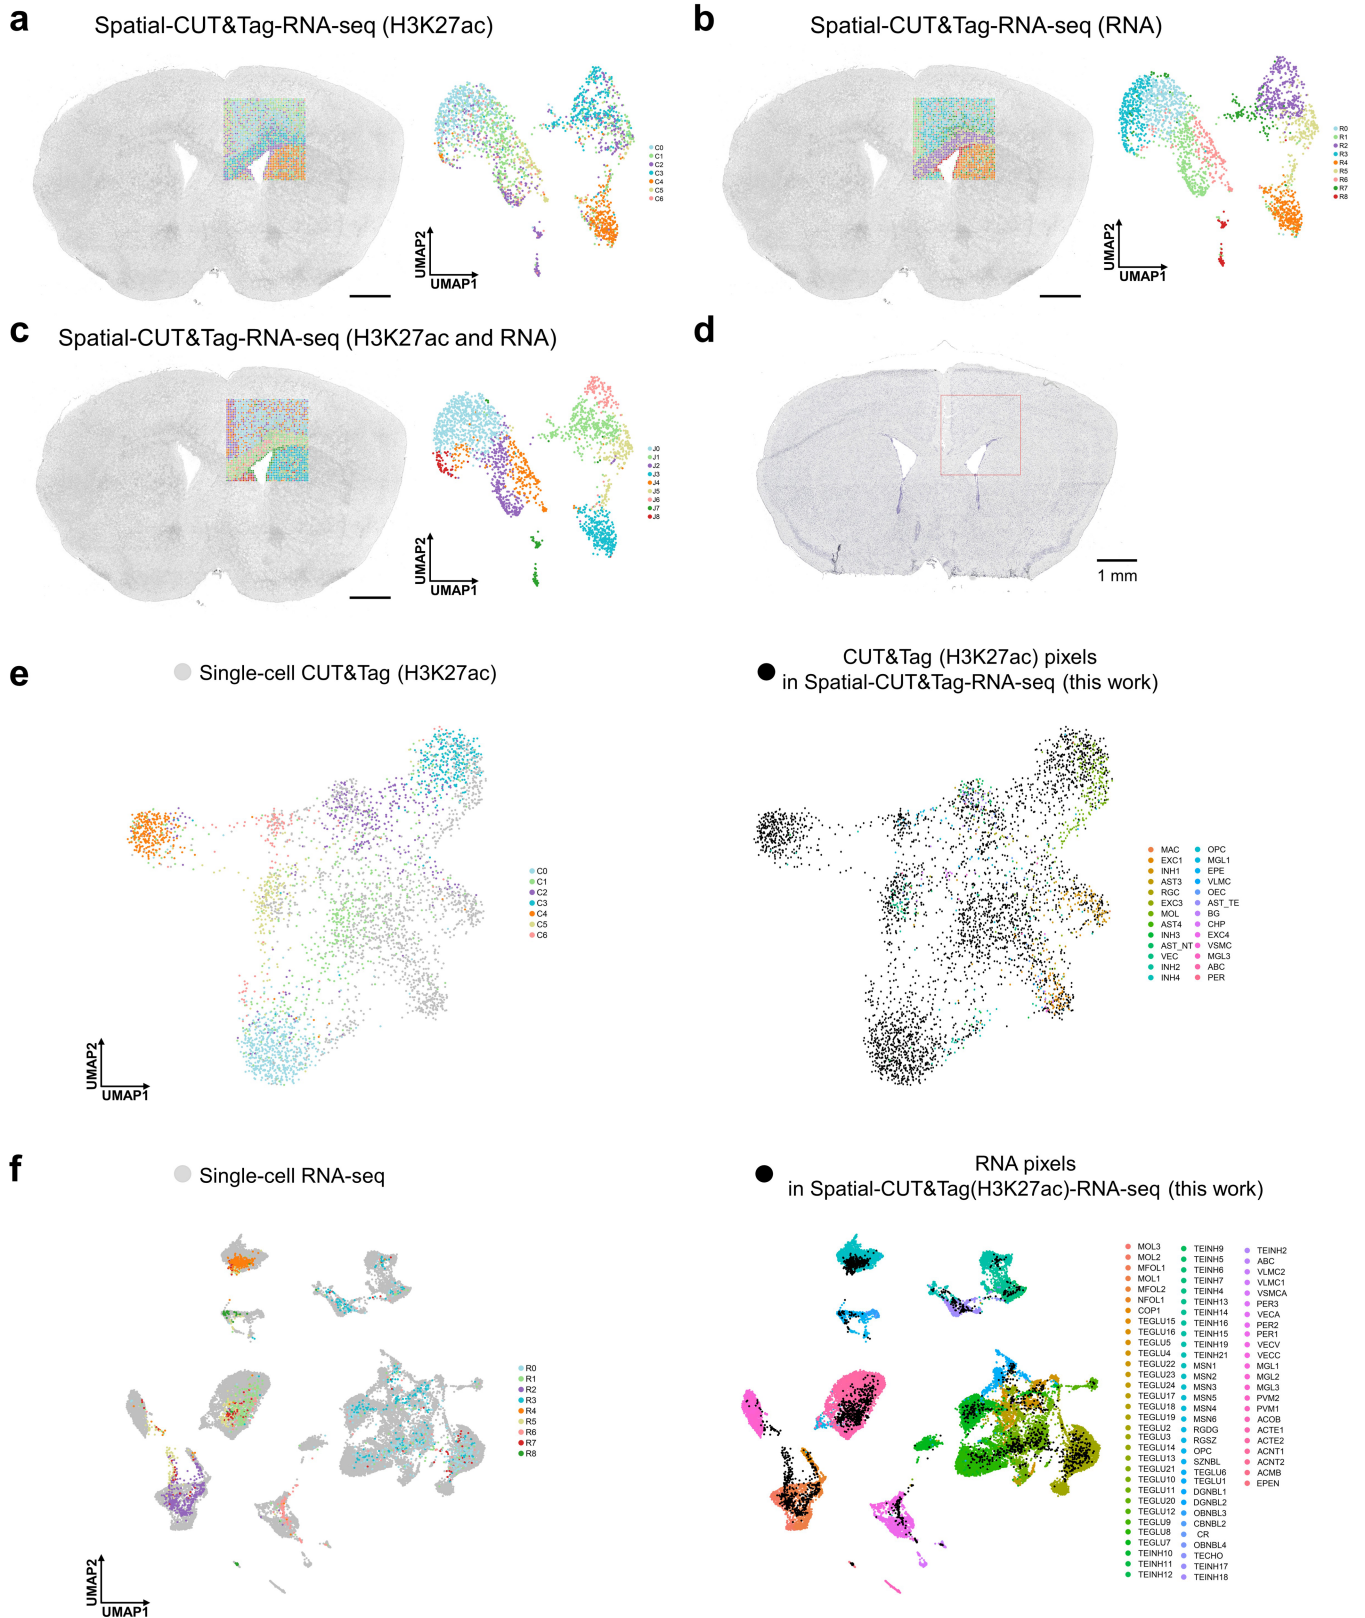 a
Spatial-CUT&Tag-RNA-seq (H3K27ac)
C0
C1
C2
C3
C4
C5
C6
UMAP2
UMAP1
b
Spatial-CUT&Tag-RNA-seq (RNA)
R0
R1
R2
R3
R4
R5
R6
R7
R8
UMAP2
UMAP1
c
Spatial-CUT&Tag-RNA-seq (H3K27ac and RNA)
J0
J1
J2
J3
J4
J5
J6
J7
J8
UMAP2
UMAP1
d
1 mm
e
Single-cell CUT&Tag (H3K27ac)
C0
C1
C2
C3
C4
C5
C6
UMAP2
UMAP1
CUT&Tag (H3K27ac) pixels
in Spatial-CUT&Tag-RNA-seq (this work)
MAC
EXC1
INH1
AST3
RGC
EXC3
MOL
AST4
INH3
AST_NT
VEC
INH2
INH4
OPC
MGL1
EPE
VLMC
OEC
AST_TE
BG
CHP
EXC4
VSMC
MGL3
ABC
PER
f
Single-cell RNA-seq
R0
R1
R2
R3
R4
R5
R6
R7
R8
UMAP2
UMAP1
RNA pixels
in Spatial-CUT&Tag(H3K27ac)-RNA-seq (this work)
MOL3
MOL2
MFOL1
MOL1
MFOL2
NFOL1
COP1
TEGLU15
TEGLU16
TEGLU5
TEGLU4
TEGLU22
TEGLU23
TEGLU24
TEGLU17
TEGLU18
TEGLU19
TEGLU2
TEGLU3
TEGLU14
TEGLU13
TEGLU21
TEGLU10
TEGLU11
TEGLU20
TEGLU12
TEGLU9
TEGLU8
TEGLU7
TEINH10
TEINH11
TEINH12
TEINH9
TEINH5
TEINH6
TEINH7
TEINH4
TEINH13
TEINH14
TEINH16
TEINH15
TEINH19
TEINH21
MSN1
MSN2
MSN3
MSN5
MSN4
MSN6
RGDG
RGSZ
OPC
SZNBL
TEGLU6
TEGLU1
DGNBL1
DGNBL2
OBNBL3
CBNBL2
CR
OBNBL4
TECHO
TEINH17
TEINH18
TEINH2
ABC
VLMC2
VLMC1
VSMCA
PER3
VECA
PER2
PER1
VECV
VECC
MGL1
MGL2
MGL3
PVM2
PVM1
ACOB
ACTE1
ACTE2
ACNT1
ACNT2
ACMB
EPEN